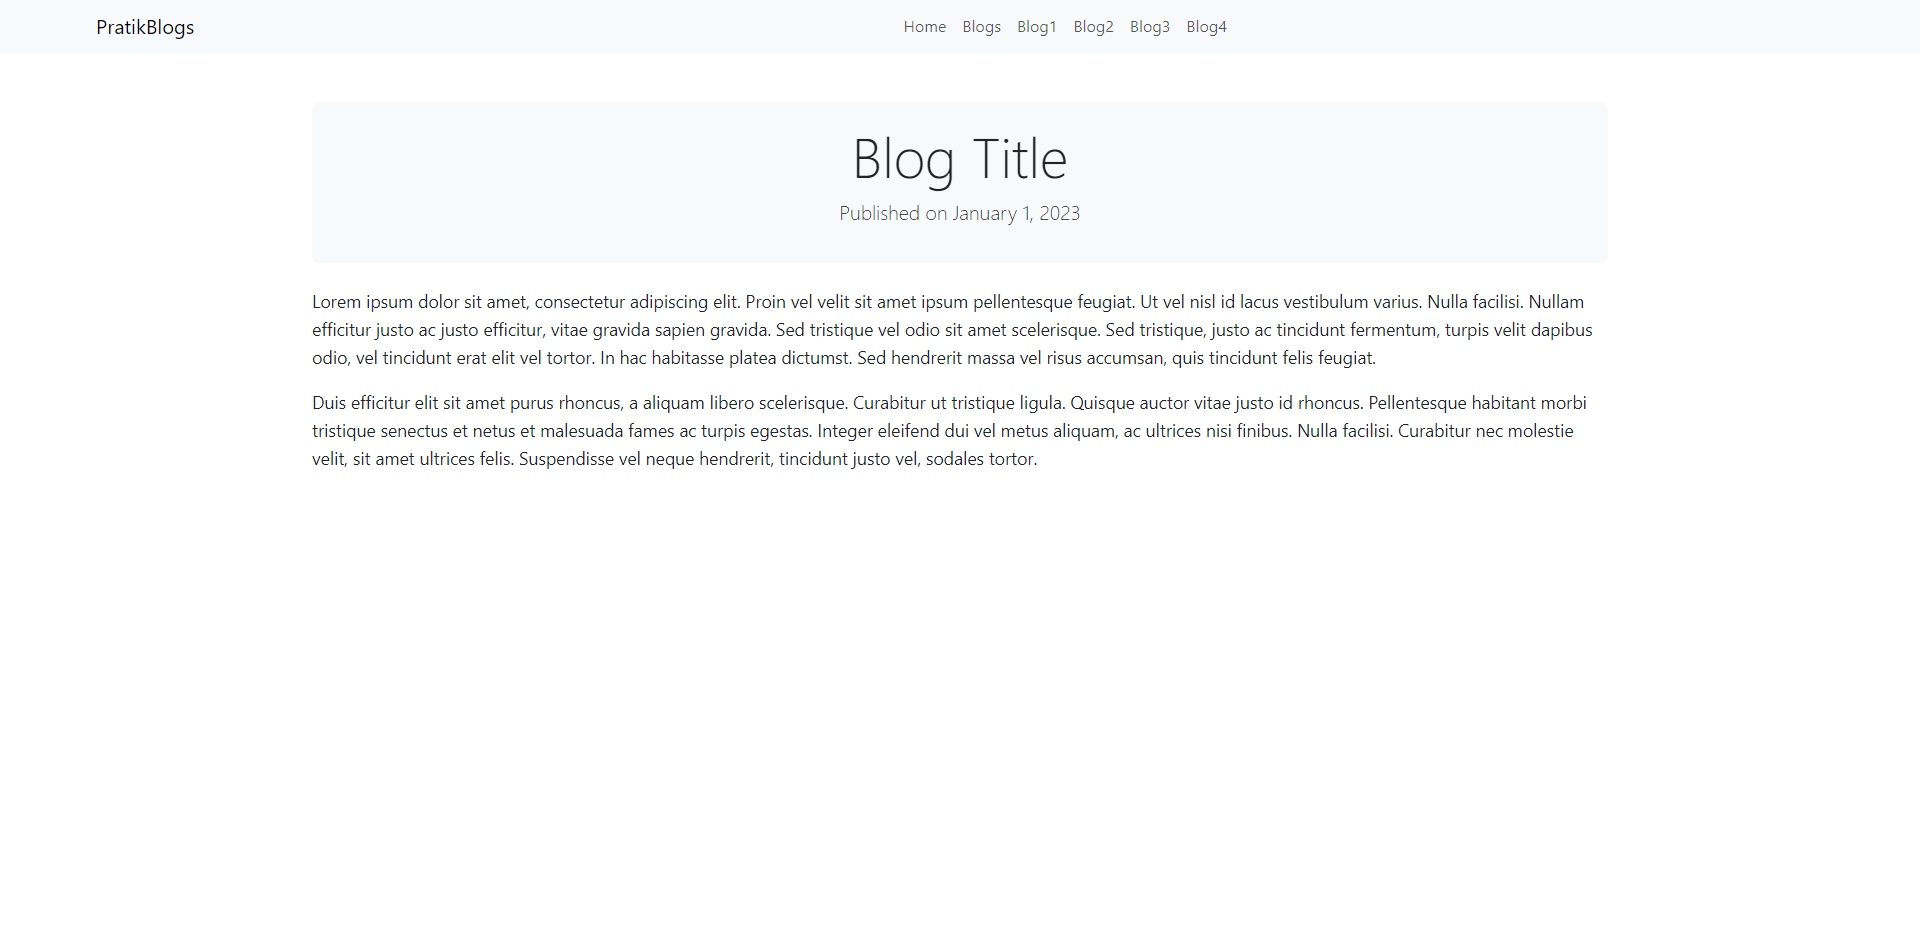 PratikBlogs
Home Blogs Blog1 Blog2 Blog3 Blog4
Blog Title
Published on January 1, 2023
Lorem ipsum dolor sit amet, consectetur adipiscing elit. Proin vel velit sit amet ipsum pellentesque feugiat. Ut vel nisl id lacus vestibulum varius. Nulla facilisi. Nullam
efficitur justo ac justo efficitur, vitae gravida sapien gravida. Sed tristique vel odio sit amet scelerisque. Sed tristique, justo ac tincidunt fermentum, turpis velit dapibus
odio, vel tincidunt erat elit vel tortor. In hac habitasse platea dictumst. Sed hendrerit massa vel risus accumsan, quis tincidunt felis feugiat.
Duis efficitur elit sit amet purus rhoncus, a aliquam libero scelerisque. Curabitur ut tristique ligula. Quisque auctor vitae justo id rhoncus. Pellentesque habitant morbi
tristique senectus et netus et malesuada fames ac turpis egestas. Integer eleifend dui vel metus aliquam, ac ultrices nisi finibus. Nulla facilisi. Curabitur nec molestie
velit, sit amet ultrices felis. Suspendisse vel neque hendrerit, tincidunt justo vel, sodales tortor.